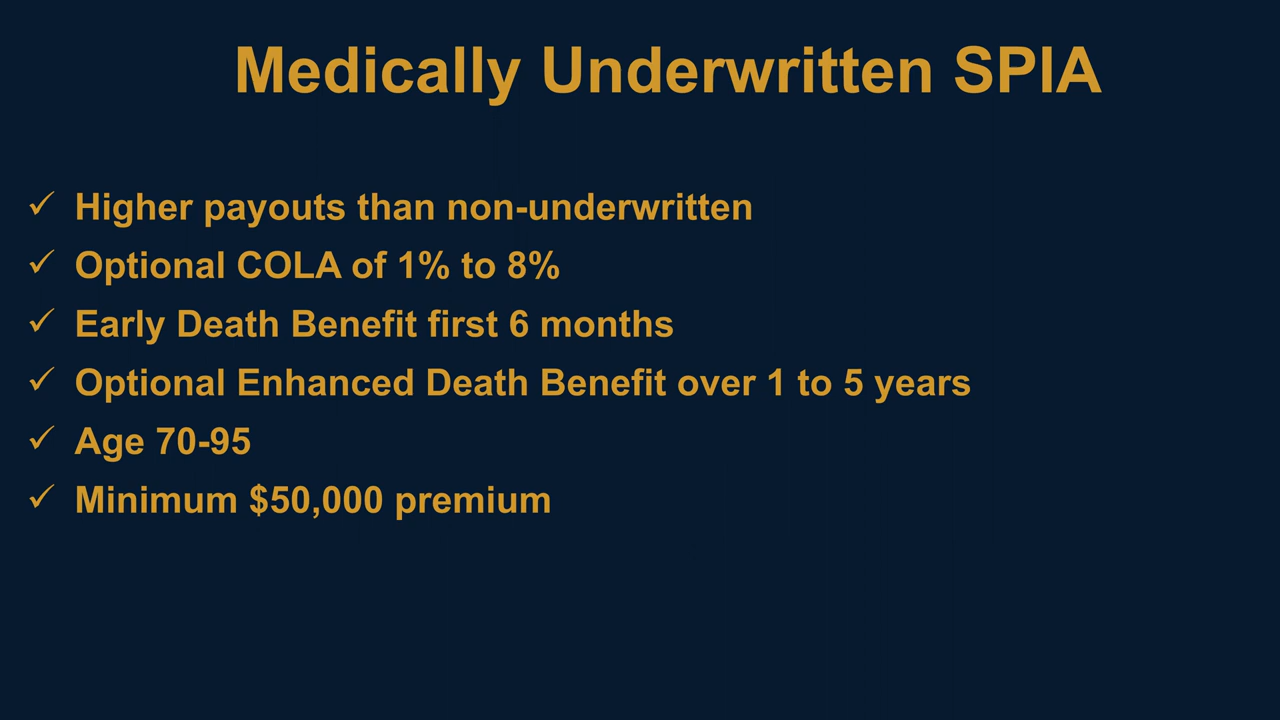 Medically Underwritten SPIA
✓ Higher payouts than non-underwritten
✓ Optional COLA of 1% to 8%
✓ Early Death Benefit first 6 months
✓ Optional Enhanced Death Benefit over 1 to 5 years
✓ Age 70-95
✓ Minimum $50,000 premium